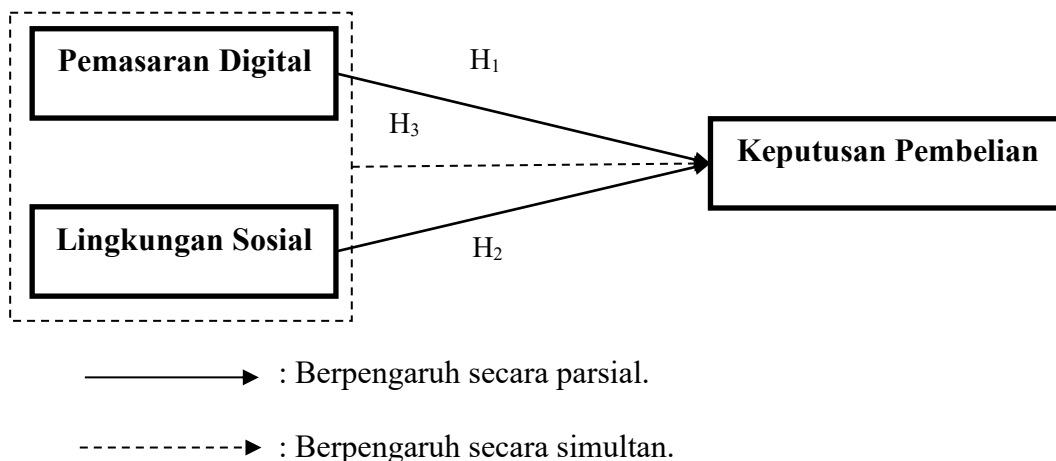 Pemasaran Digital
H₁
H₃
Keputusan Pembelian
Lingkungan Sosial
H₂
: Berpengaruh secara parsial.
: Berpengaruh secara simultan.